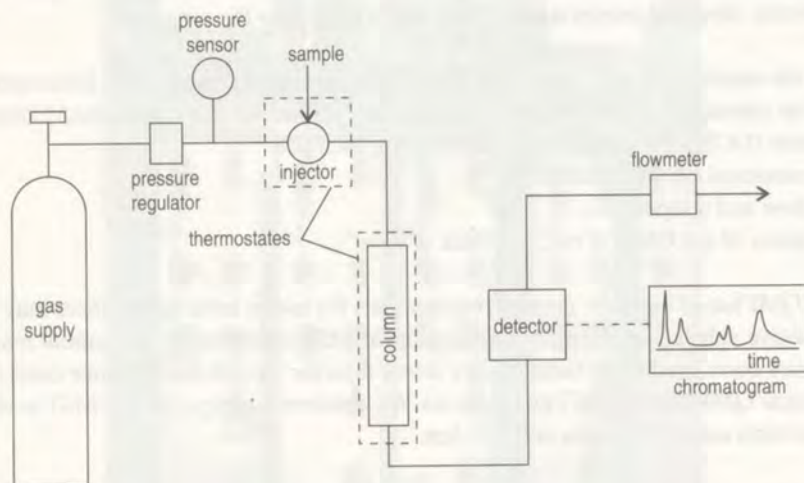 pressure
sensor
sample
injector
pressure
regulator
thermostates
flowmeter
gas
supply
column
detector
time
chromatogram